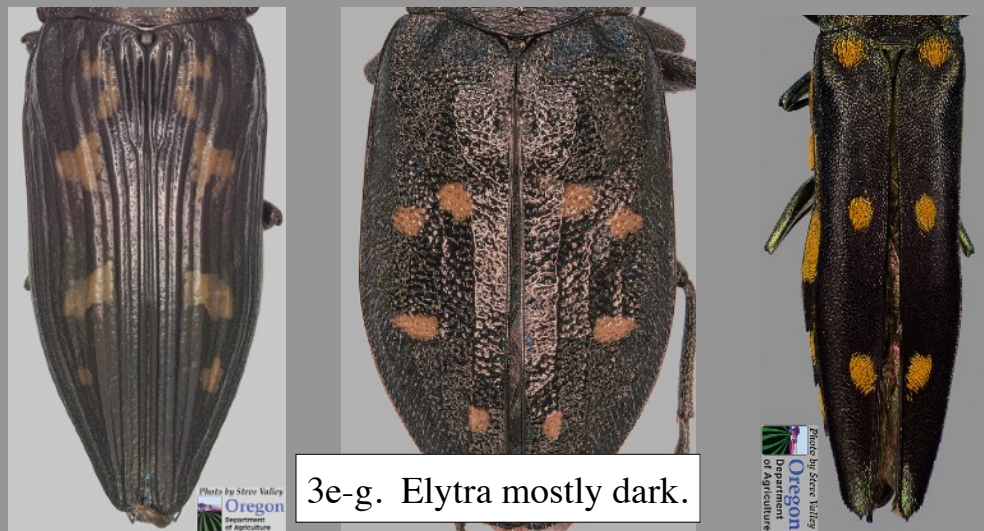 3e-g. Elytra mostly dark.
Photo by Steve Valley
Oregon
Department
of Agriculture
Photo by Steve Valley
Oregon
Department
of Agriculture